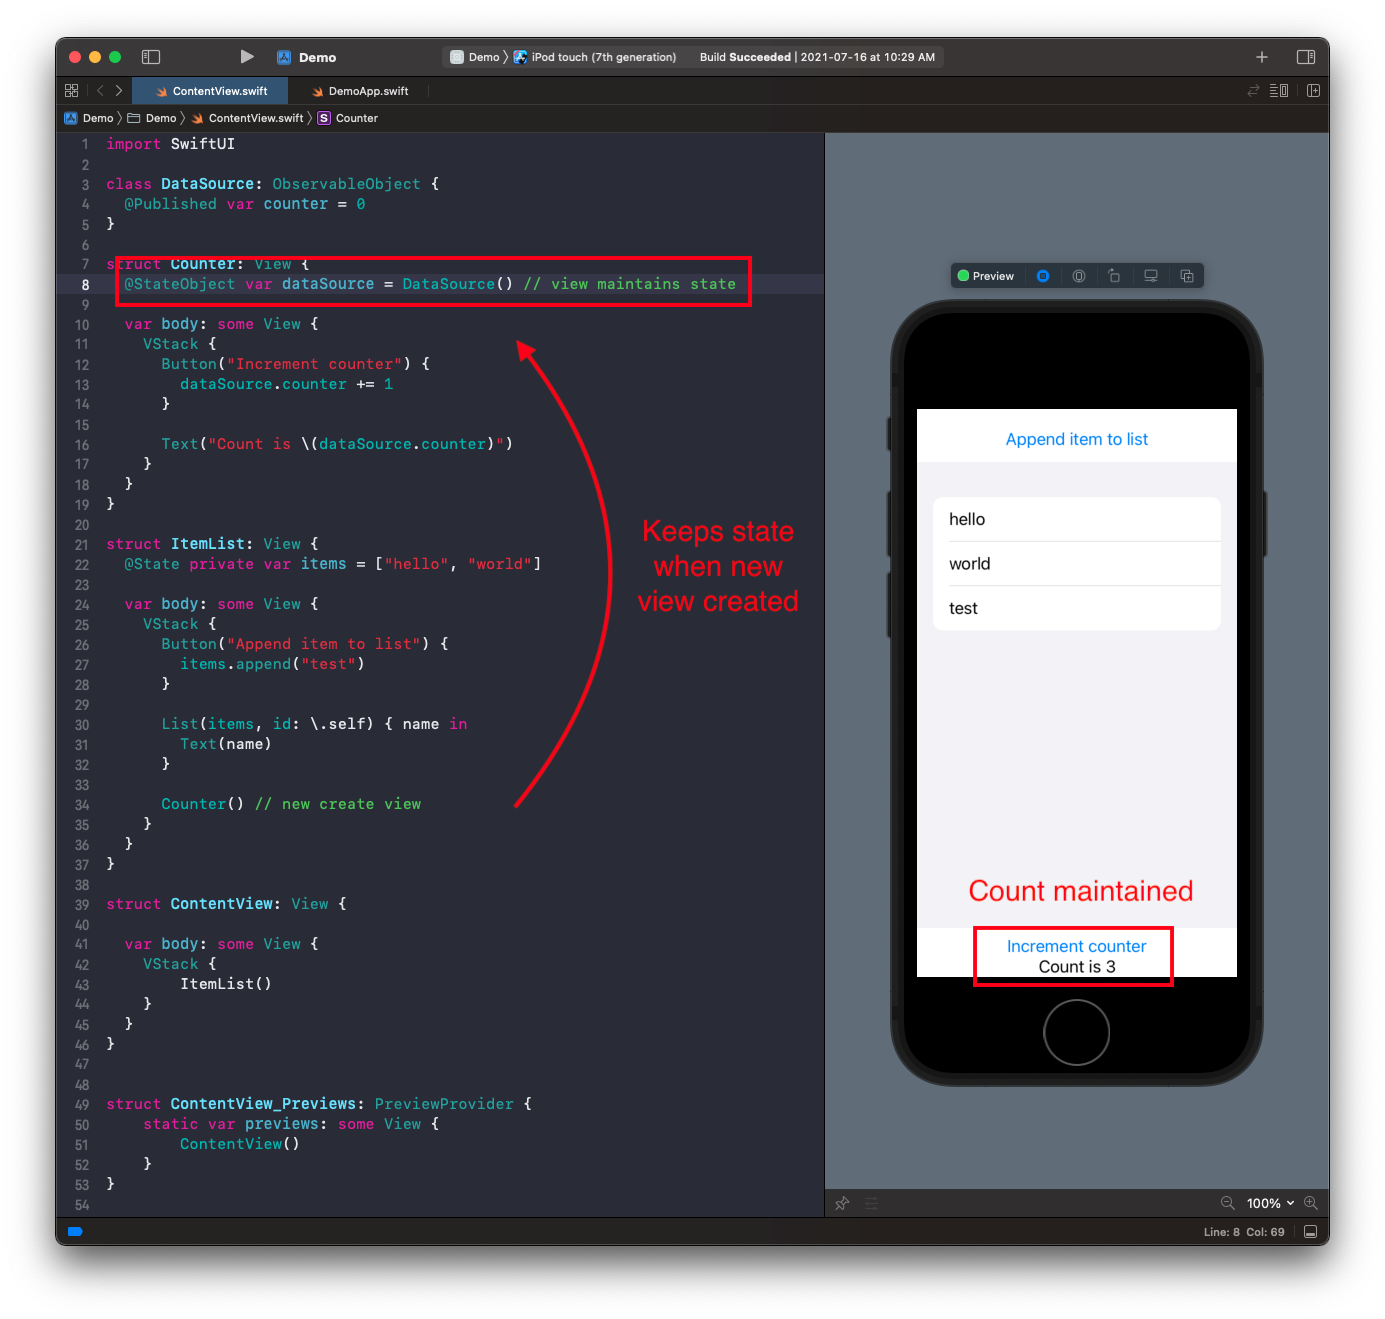 Demo
Demo
iPod touch (7th generation)
Build Succeeded | 2021-07-16 at 10:29 AM
ContentView.swift
DemoApp.swift
Demo
Demo
ContentView.swift
S
Counter
1 import SwiftUI
2
3 class DataSource: ObservableObject {
4 @Published var counter = 0
5 }
6
7 struct Counter: View {
8 @StateObject var dataSource = DataSource() // view maintains state
9
10 var body: some View {
11 VStack {
12 Button("Increment counter") {
13 dataSource.counter += 1
14 }
15
16 Text("Count is \(dataSource.counter)")
17 }
18 }
19 }
20
21 struct ItemList: View {
22 @State private var items = ["hello", "world"]
23
24 var body: some View {
25 VStack {
26 Button("Append item to list") {
27 items.append("test")
28 }
29
30 List(items, id: \.self) { name in
31 Text(name)
32 }
33
34 Counter() // new create view
35 }
36 }
37 }
38
39 struct ContentView: View {
40
41 var body: some View {
42 VStack {
43 ItemList()
44 }
45 }
46 }
47
48
49 struct ContentView_Previews: PreviewProvider {
50 static var previews: some View {
51 ContentView()
52 }
53 }
54
Keeps state
when new
view created
Preview
Append item to list
hello
world
test
Count maintained
Increment counter
Count is 3
100%
Line: 8 Col: 69